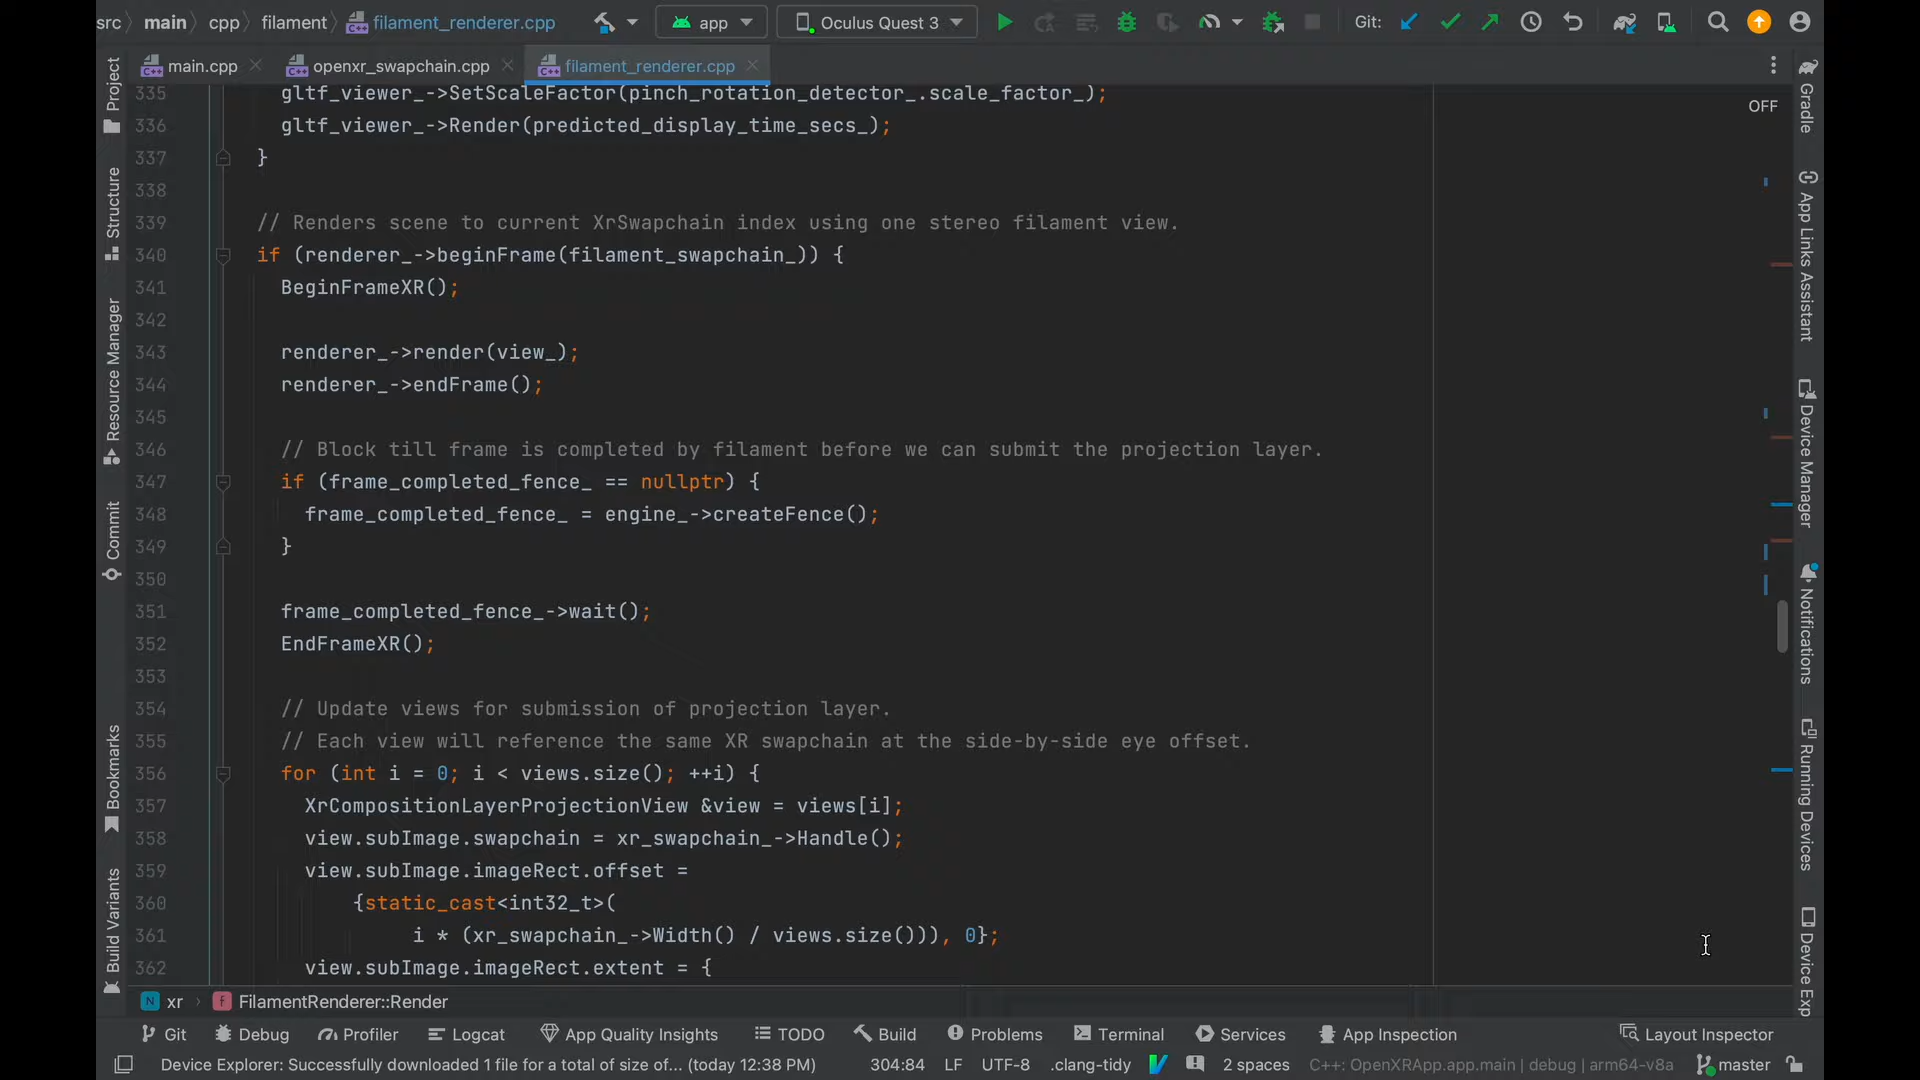 src main cpp filament filament_renderer.cpp app Oculus Quest 3 Git:
main.cpp openxr_swapchain.cpp filament_renderer.cpp
OFF
335 gltf_viewer_->SetScaleFactor(pinch_rotation_detector_.scale_factor_);
336 gltf_viewer_->Render(predicted_display_time_secs_);
337 }
338
339 // Renders scene to current XrSwapchain index using one stereo filament view.
340 if (renderer_->beginFrame(filament_swapchain_)) {
341 BeginFrameXR();
342
343 renderer_->render(view_);
344 renderer_->endFrame();
345
346 // Block till frame is completed by filament before we can submit the projection layer.
347 if (frame_completed_fence_ == nullptr) {
348 frame_completed_fence_ = engine_->createFence();
349 }
350
351 frame_completed_fence_->wait();
352 EndFrameXR();
353
354 // Update views for submission of projection layer.
355 // Each view will reference the same XR swapchain at the side-by-side eye offset.
356 for (int i = 0; i < views.size(); ++i) {
357 XrCompositionLayerProjectionView &view = views[i];
358 view.subImage.swapchain = xr_swapchain_->Handle();
359 view.subImage.imageRect.offset =
360 {static_cast<int32_t>(
361 i * (xr_swapchain_->Width() / views.size())), 0};
362 view.subImage.imageRect.extent = {
Project
Structure
Resource Manager
Commit
Bookmarks
Build Variants
Gradle
App Links Assistant
Device Manager
Notifications
Running Devices
Device Exp
N xr f FilamentRenderer::Render
Git Debug Profiler Logcat App Quality Insights TODO Build Problems Terminal Services App Inspection Layout Inspector
Device Explorer: Successfully downloaded 1 file for a total of size of... (today 12:38 PM) 304:84 LF UTF-8 .clang-tidy 2 spaces C++: OpenXRApp.app.main | debug | arm64-v8a master